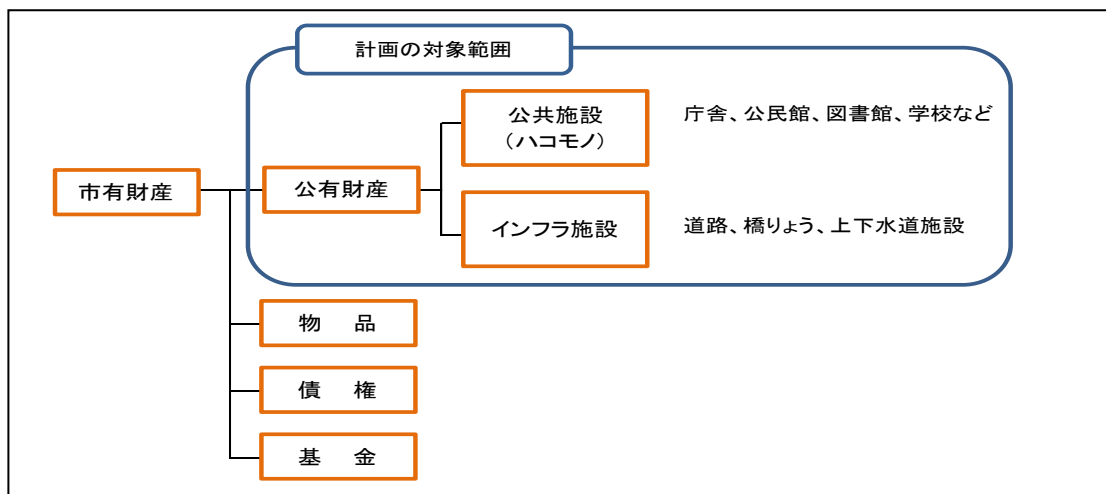 計画の対象範囲
公共施設
（ハコモノ）
庁舎、公民館、図書館、学校など
市有財産
公有財産
インフラ施設
道路、橋りょう、上下水道施設
物　品
債　権
基　金